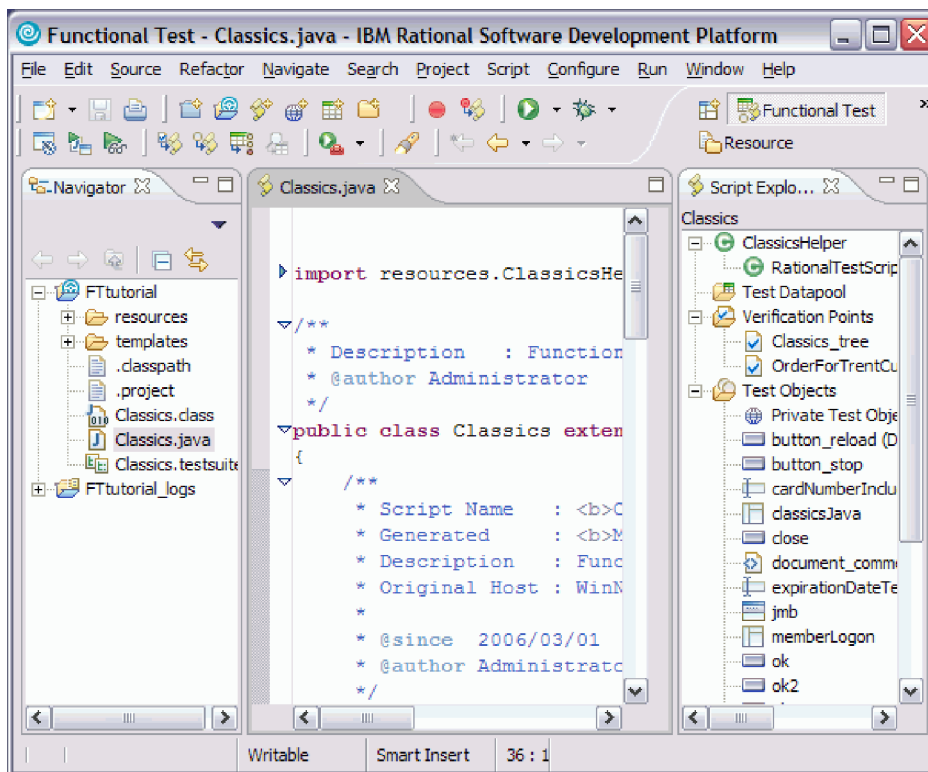 Functional Test - Classics.java - IBM Rational Software Development Platform
File Edit Source Refactor Navigate Search Project Script Configure Run Window Help
Functional Test
Resource
Navigator
FTtutorial
resources
templates
.classpath
.project
Classics.class
Classics.java
Classics.testsuite
FTtutorial_logs
Classics.java
import resources.ClassicsHe
/**
* Description : Function
* @author Administrator
*/
public class Classics exten
{
/**
* Script Name : <b>C
* Generated : <b>M
* Description : Func
* Original Host : WinN
*
* @since 2006/03/01
* @author Administrato
*/
Script Explo...
Classics
ClassicsHelper
RationalTestScrip
Test Datapool
Verification Points
Classics_tree
OrderForTrentCu
Test Objects
Private Test Obje
button_reload (D
button_stop
cardNumberInclu
classicsJava
close
document_comme
expirationDateTe
jmb
memberLogon
ok
ok2
Writable Smart Insert 36 : 1